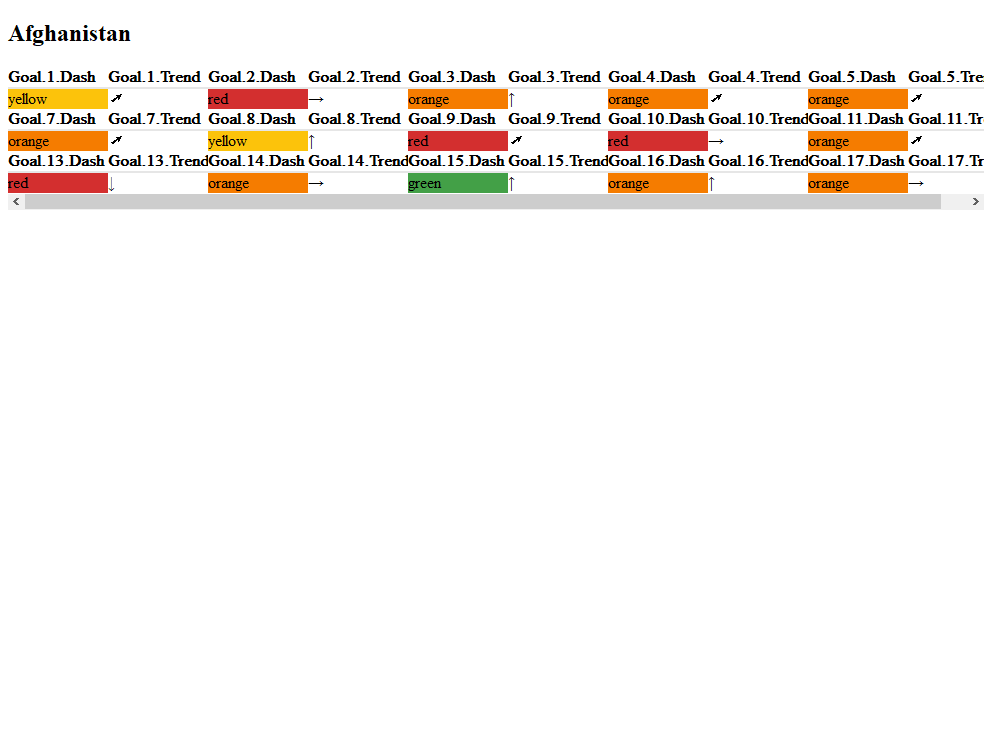 Afghanistan
Goal.1.Dash Goal.1.Trend Goal.2.Dash Goal.2.Trend Goal.3.Dash Goal.3.Trend Goal.4.Dash Goal.4.Trend Goal.5.Dash Goal.5.Tre
yellow ➚ red → orange ↑ orange ➚ orange ➚
Goal.7.Dash Goal.7.Trend Goal.8.Dash Goal.8.Trend Goal.9.Dash Goal.9.Trend Goal.10.Dash Goal.10.Trend Goal.11.Dash Goal.11.Tr
orange ➚ yellow ↑ red ➚ red → orange ➚
Goal.13.Dash Goal.13.Trend Goal.14.Dash Goal.14.Trend Goal.15.Dash Goal.15.Trend Goal.16.Dash Goal.16.Trend Goal.17.Dash Goal.17.Tr
red ↓ orange → green ↑ orange ↑ orange →